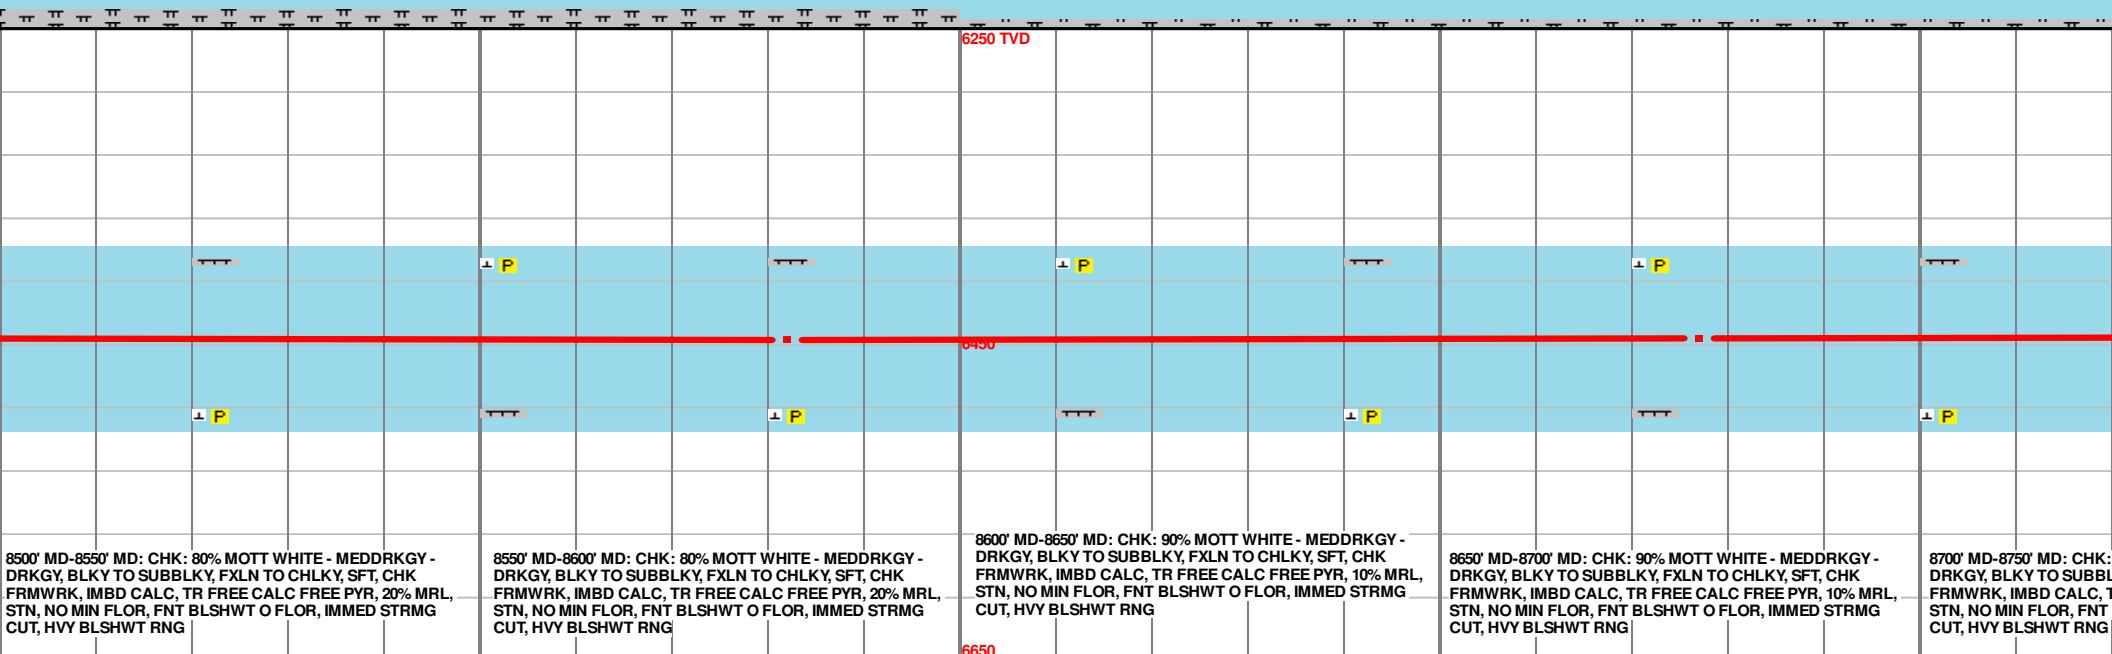 6250 TVD
P
P
P
6450
P
P
P
P
8500' MD-8550' MD: CHK: 80% MOTT WHITE - MEDDRKGY -
DRKGY, BLKY TO SUBBLKY, FXLN TO CHLKY, SFT, CHK
FRMWRK, IMBD CALC, TR FREE CALC FREE PYR, 20% MRL,
STN, NO MIN FLOR, FNT BLSHWT O FLOR, IMMED STRMG
CUT, HVY BLSHWT RNG
8550' MD-8600' MD: CHK: 80% MOTT WHITE - MEDDRKGY -
DRKGY, BLKY TO SUBBLKY, FXLN TO CHLKY, SFT, CHK
FRMWRK, IMBD CALC, TR FREE CALC FREE PYR, 20% MRL,
STN, NO MIN FLOR, FNT BLSHWT O FLOR, IMMED STRMG
CUT, HVY BLSHWT RNG
8600' MD-8650' MD: CHK: 90% MOTT WHITE - MEDDRKGY -
DRKGY, BLKY TO SUBBLKY, FXLN TO CHLKY, SFT, CHK
FRMWRK, IMBD CALC, TR FREE CALC FREE PYR, 10% MRL,
STN, NO MIN FLOR, FNT BLSHWT O FLOR, IMMED STRMG
CUT, HVY BLSHWT RNG
8650' MD-8700' MD: CHK: 90% MOTT WHITE - MEDDRKGY -
DRKGY, BLKY TO SUBBLKY, FXLN TO CHLKY, SFT, CHK
FRMWRK, IMBD CALC, TR FREE CALC FREE PYR, 10% MRL,
STN, NO MIN FLOR, FNT BLSHWT O FLOR, IMMED STRMG
CUT, HVY BLSHWT RNG
8700' MD-8750' MD: CHK:
DRKGY, BLKY TO SUBBL
FRMWRK, IMBD CALC, T
STN, NO MIN FLOR, FNT
CUT, HVY BLSHWT RNG
6650